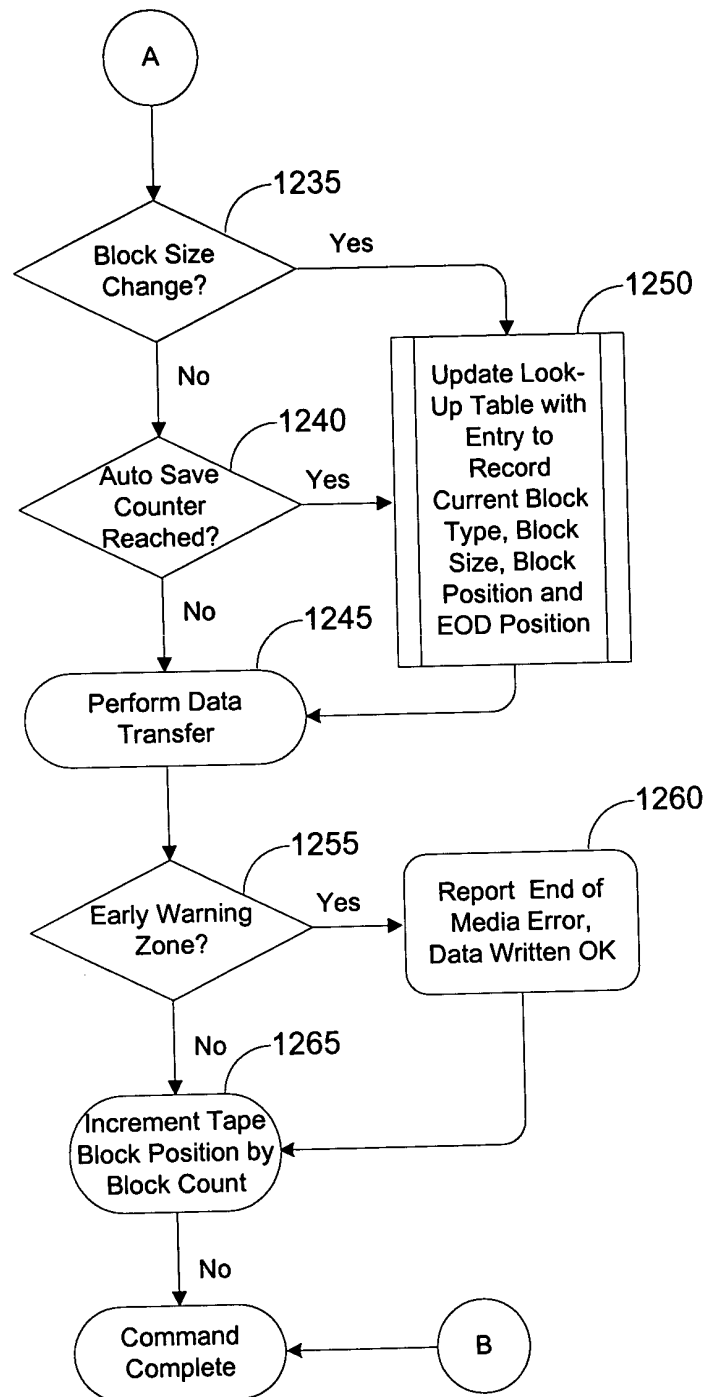 A
1235
Block Size
Change?
Yes
1250
No
Update Look-
Up Table with
Entry to
Record
Current Block
Type, Block
Size, Block
Position and
EOD Position
1240
Auto Save
Counter
Reached?
Yes
No
1245
Perform Data
Transfer
1260
1255
Early Warning
Zone?
Yes
Report End of
Media Error,
Data Written OK
No
1265
Increment Tape
Block Position by
Block Count
No
Command
Complete
B